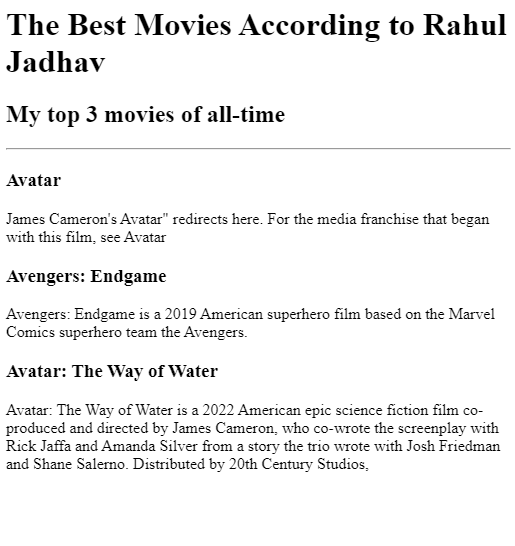 The Best Movies According to Rahul
Jadhav
My top 3 movies of all-time
Avatar
James Cameron's Avatar" redirects here. For the media franchise that began
with this film, see Avatar
Avengers: Endgame
Avengers: Endgame is a 2019 American superhero film based on the Marvel
Comics superhero team the Avengers.
Avatar: The Way of Water
Avatar: The Way of Water is a 2022 American epic science fiction film co-
produced and directed by James Cameron, who co-wrote the screenplay with
Rick Jaffa and Amanda Silver from a story the trio wrote with Josh Friedman
and Shane Salerno. Distributed by 20th Century Studios,